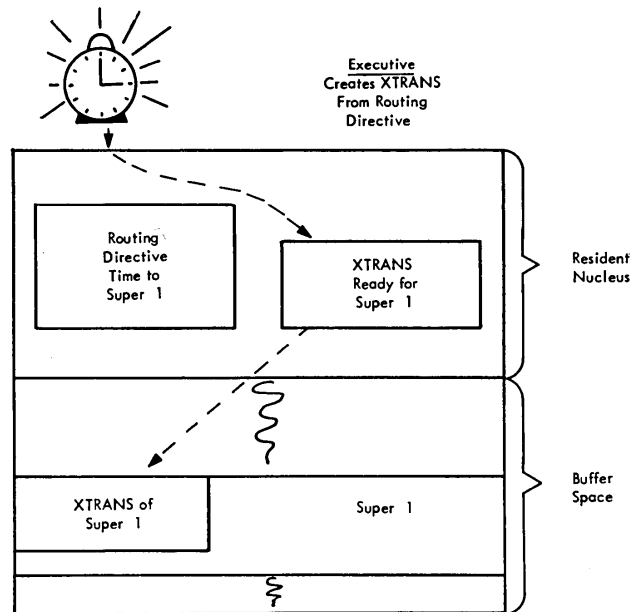 Executive
Creates XTRANS
From Routing
Directive
Routing
Directive
Time to
Super 1
XTRANS
Ready for
Super 1
Resident
Nucleus
XTRANS of
Super 1
Super 1
Buffer
Space